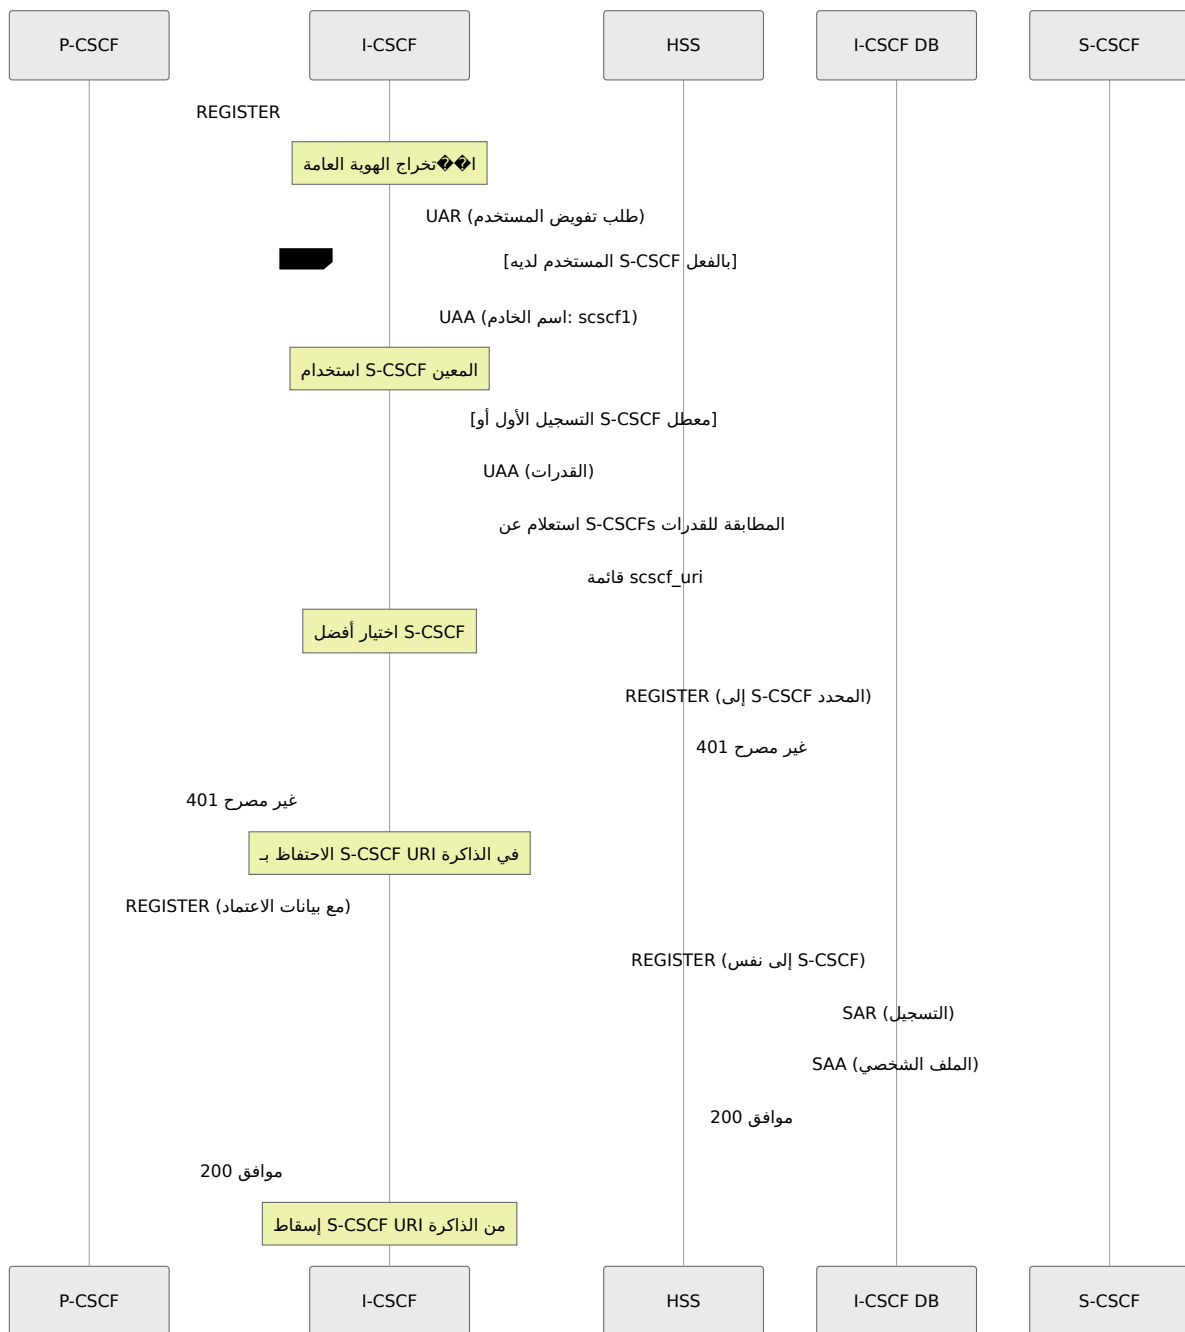 P-CSCF
I-CSCF
HSS
I-CSCF DB
S-CSCF
REGISTER
ا��تخراج الهوية العامة
UAR (طلب تفويض المستخدم)
[المستخدم لديه S-CSCF بالفعل]
UAA (اسم الخادم: scscf1)
استخدام S-CSCF المعين
[التسجيل الأول أو S-CSCF معطل]
UAA (القدرات)
استعلام عن S-CSCFs المطابقة للقدرات
قائمة scscf_uri
اختيار أفضل S-CSCF
REGISTER (إلى S-CSCF المحدد)
401 غير مصرح
401 غير مصرح
الاحتفاظ بـ S-CSCF URI في الذاكرة
REGISTER (مع بيانات الاعتماد)
REGISTER (إلى نفس S-CSCF)
SAR (التسجيل)
SAA (الملف الشخصي)
200 موافق
200 موافق
إسقاط S-CSCF URI من الذاكرة
P-CSCF
I-CSCF
HSS
I-CSCF DB
S-CSCF